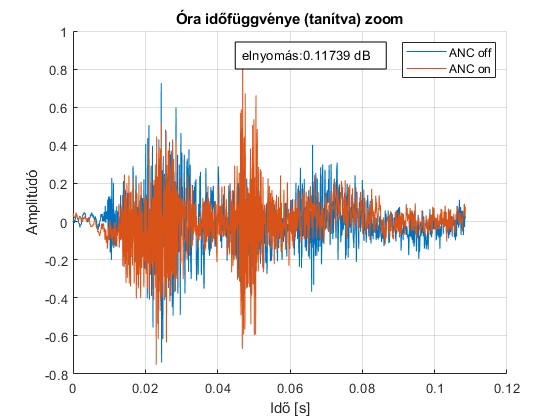 Óra időfüggvénye (tanítva) zoom
elnyomás:0.11739 dB
ANC off
ANC on
Amplitúdó
1
0.8
0.6
0.4
0.2
0
-0.2
-0.4
-0.6
-0.8
0
0.02
0.04
0.06
0.08
0.1
0.12
Idő [s]